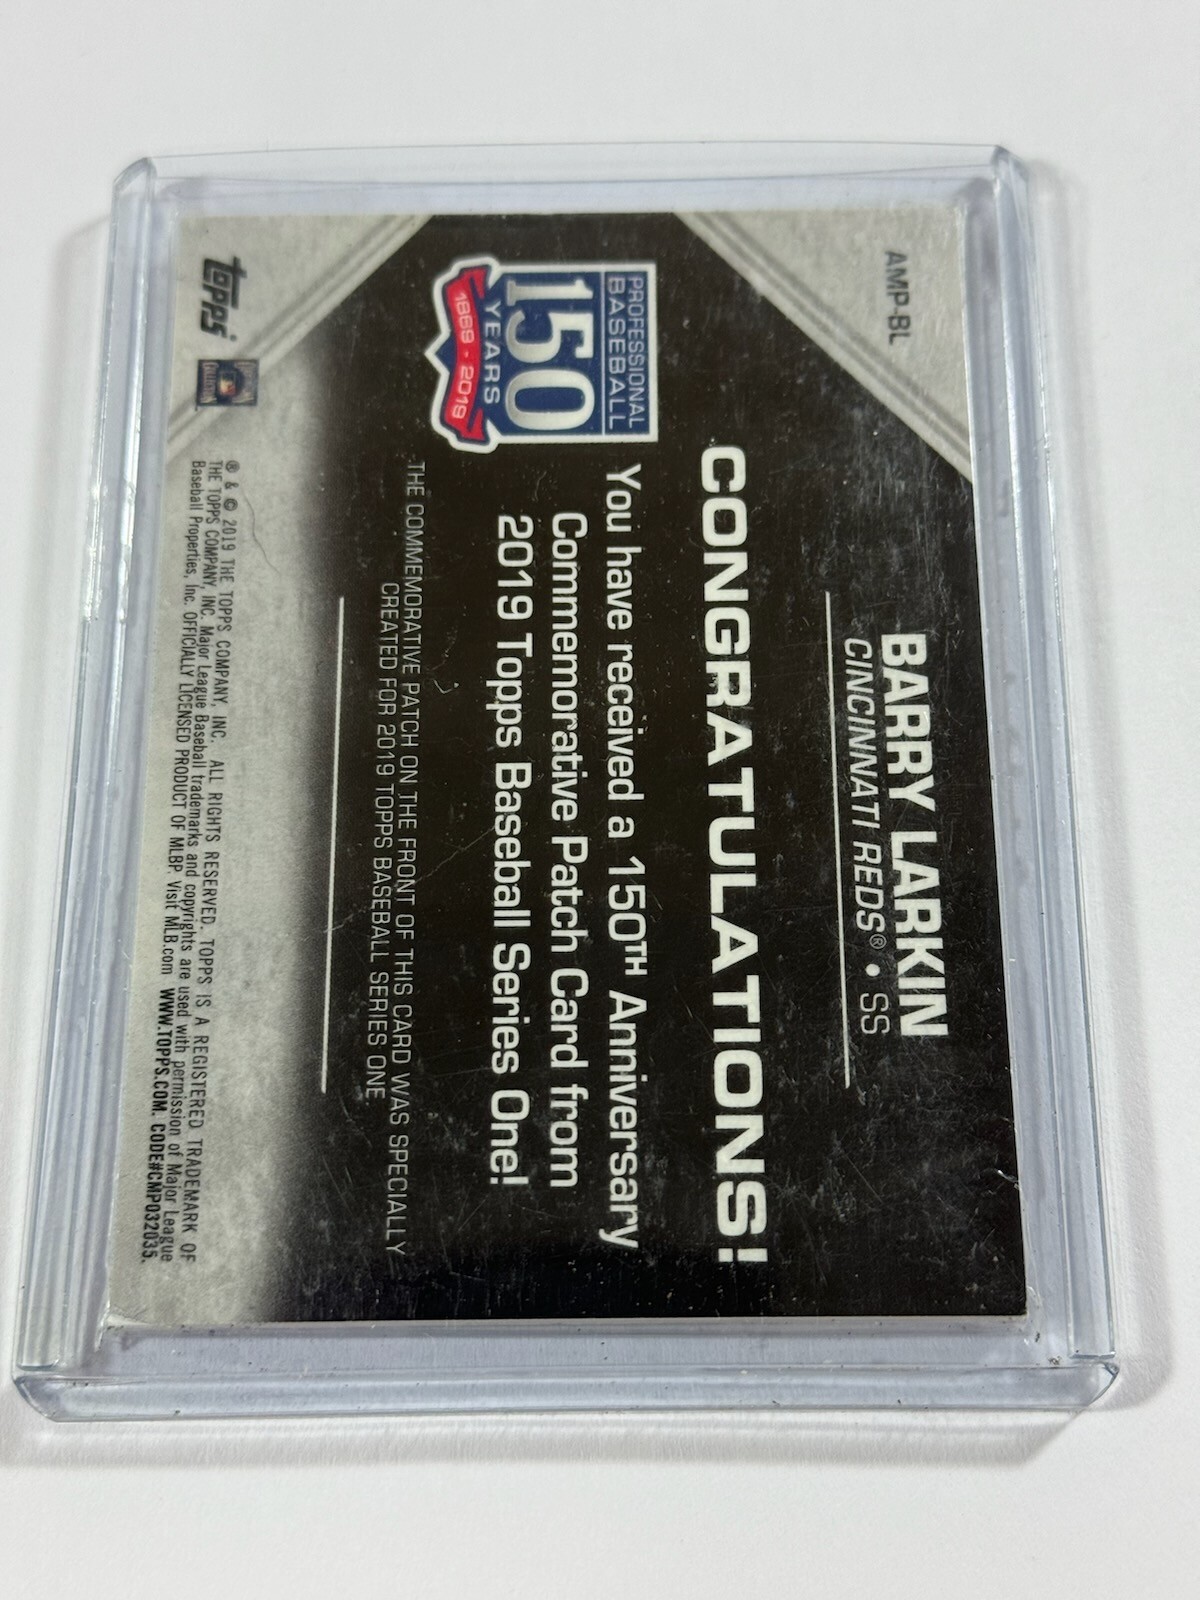 AMP-BL
BARRY LARKIN
CINCINNATI REDS® • SS
CONGRATULATIONS!
PROFESSIONAL
BASEBALL
150
YEARS
1869 - 2019
You have received a 150TH Anniversary
Commemorative Patch Card from
2019 Topps Baseball Series One!
THE COMMEMORATIVE PATCH ON THE FRONT OF THIS CARD WAS SPECIALLY
CREATED FOR 2019 TOPPS BASEBALL SERIES ONE
topps
® & © 2019 THE TOPPS COMPANY, INC. ALL RIGHTS RESERVED. TOPPS IS A REGISTERED TRADEMARK OF
THE TOPPS COMPANY, INC. Major League Baseball trademarks and copyrights are used with permission of Major League
Baseball Properties, Inc. OFFICIALLY LICENSED PRODUCT OF MLBP. Visit MLB.com WWW.TOPPS.COM. CODE#CMP032035.